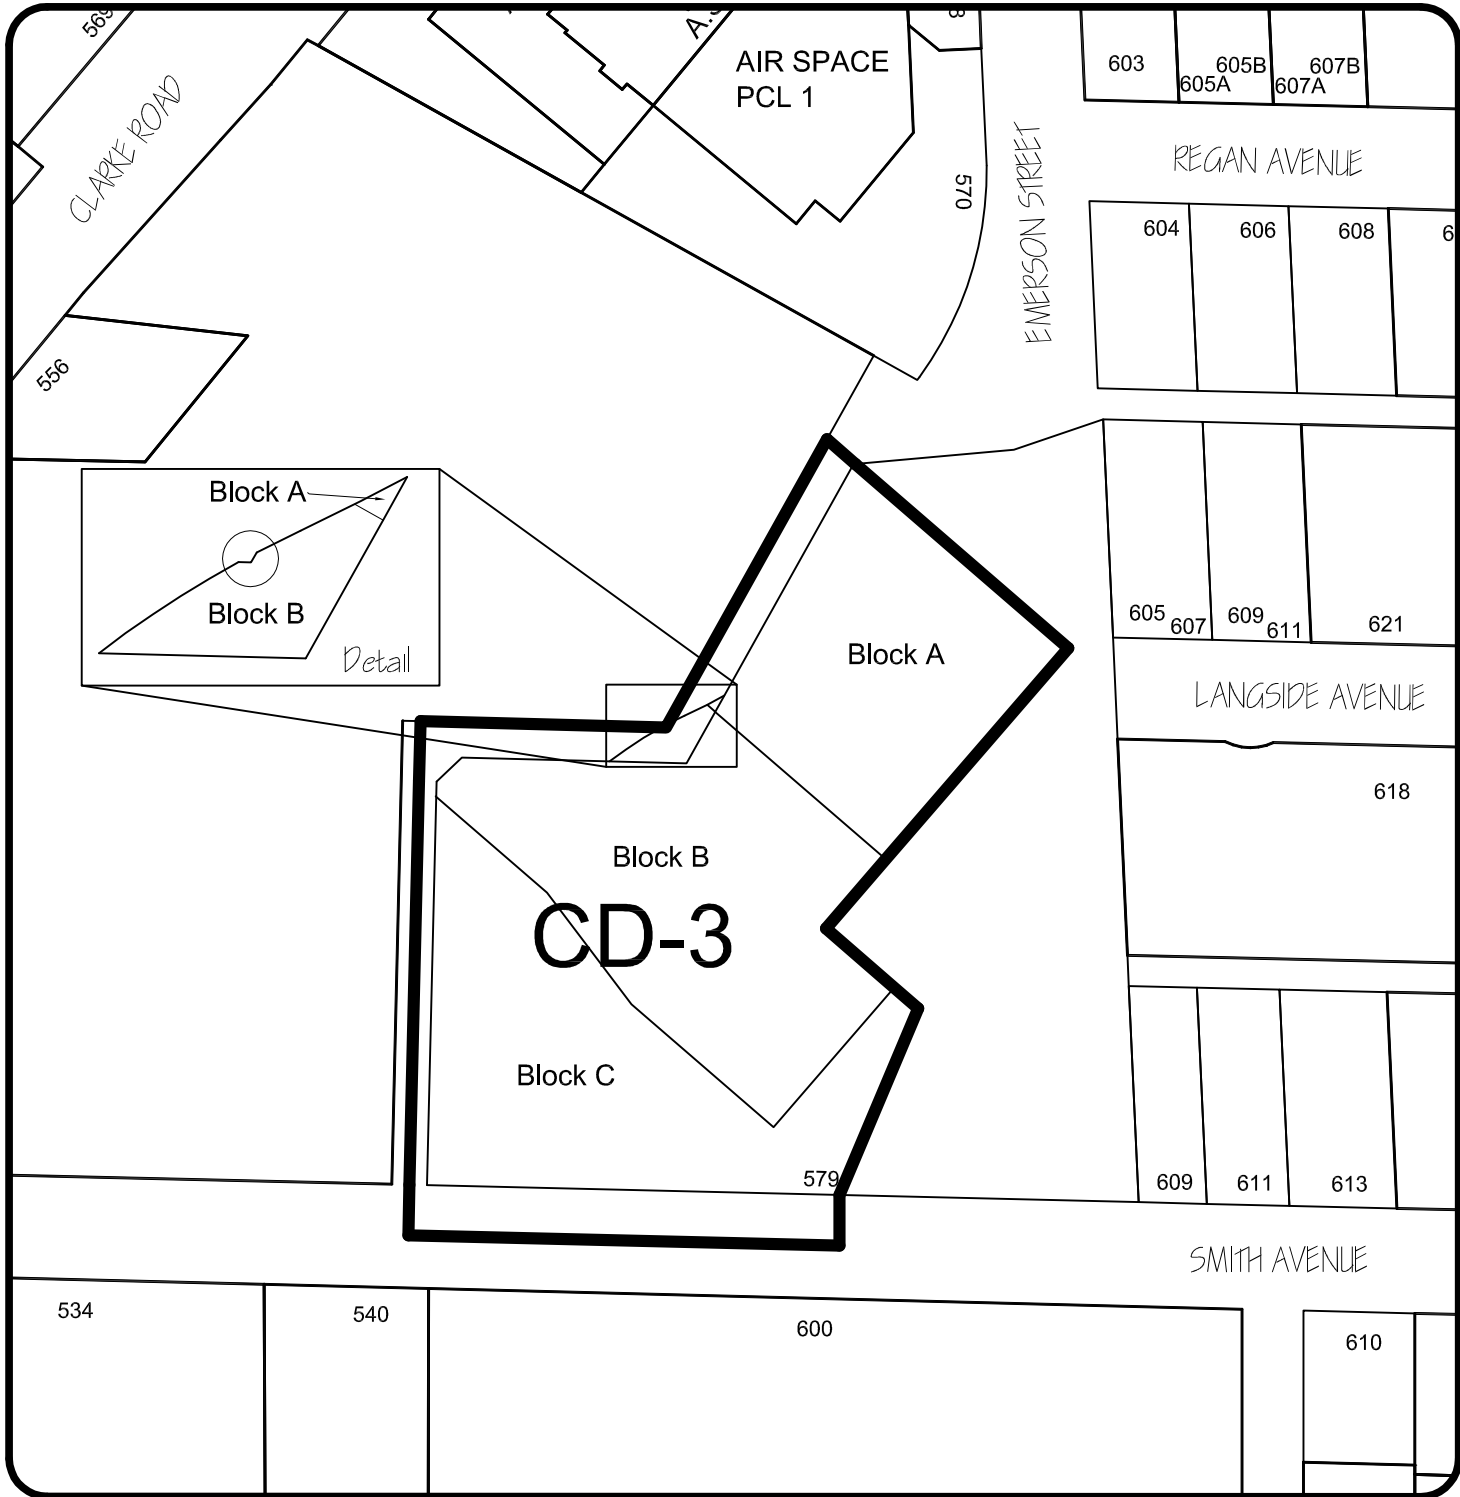 569
A.S
B
AIR SPACE
PCL 1
603
605B
605A
607B
607A
CLARKE ROAD
EMERSON STREET
REGAN AVENUE
570
604
606
608
6
556
Block A
Block B
Detail
605
607
609
611
621
Block A
LANGSIDE AVENUE
618
Block B
CD-3
Block C
579
609
611
613
SMITH AVENUE
534
540
600
610